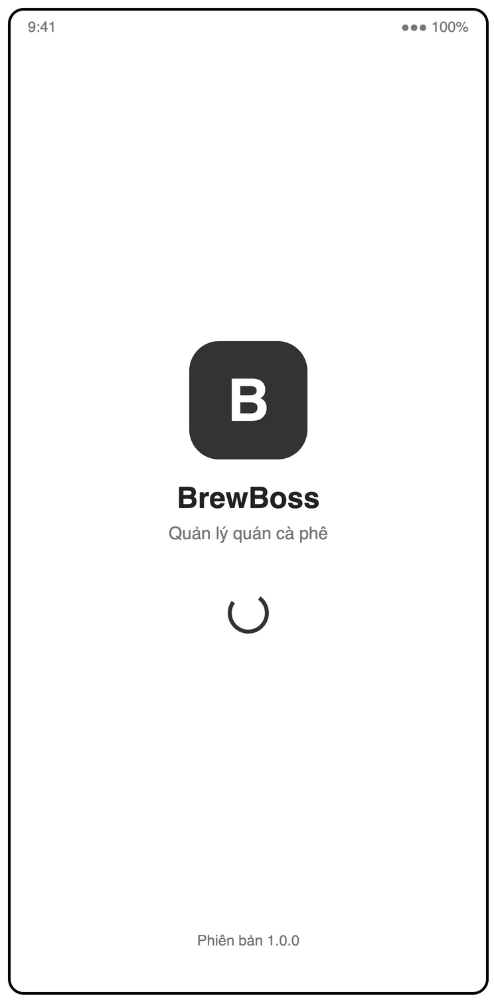 9:41 ●●● 100%
B
BrewBoss
Quản lý quán cà phê
Phiên bản 1.0.0